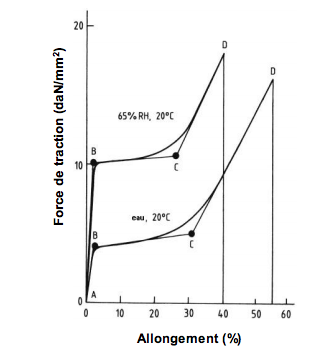 20
D
D
65% RH, 20°C
B
C
10
eau, 20°C
B
C
A
0
0 10 20 30 40 50 60
Allongement (%)
Force de traction (daN/mm²)